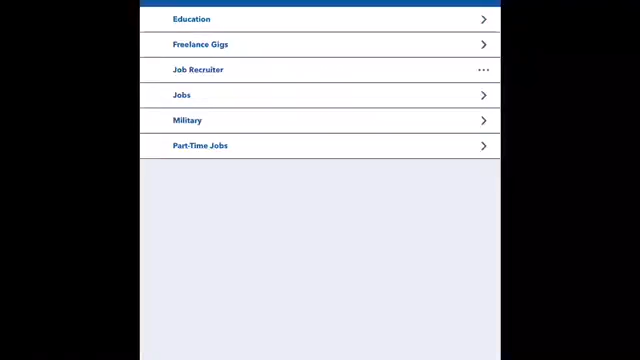 Education
Freelance Gigs
Job Recruiter
Jobs
Military
Part-Time Jobs